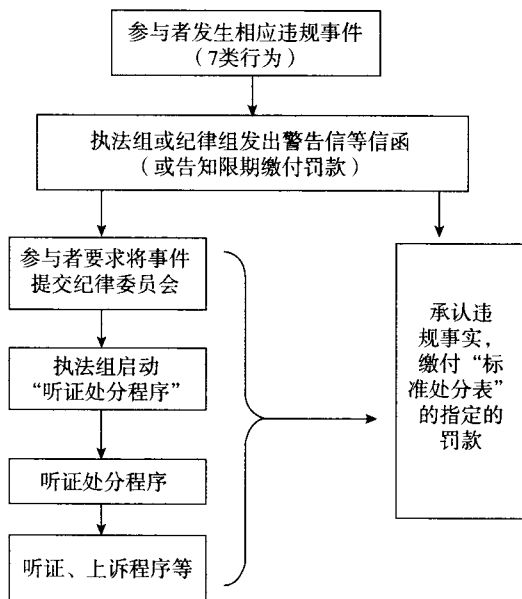 参与者发生相应违规事件
（7类行为）
执法组或纪律组发出警告信等信函
（或告知限期缴付罚款）
参与者要求将事件
提交纪律委员会
执法组启动
“听证处分程序”
听证处分程序
听证、上诉程序等
承认违
规事实，
缴付“标
准处分表”
的指定的
罚款